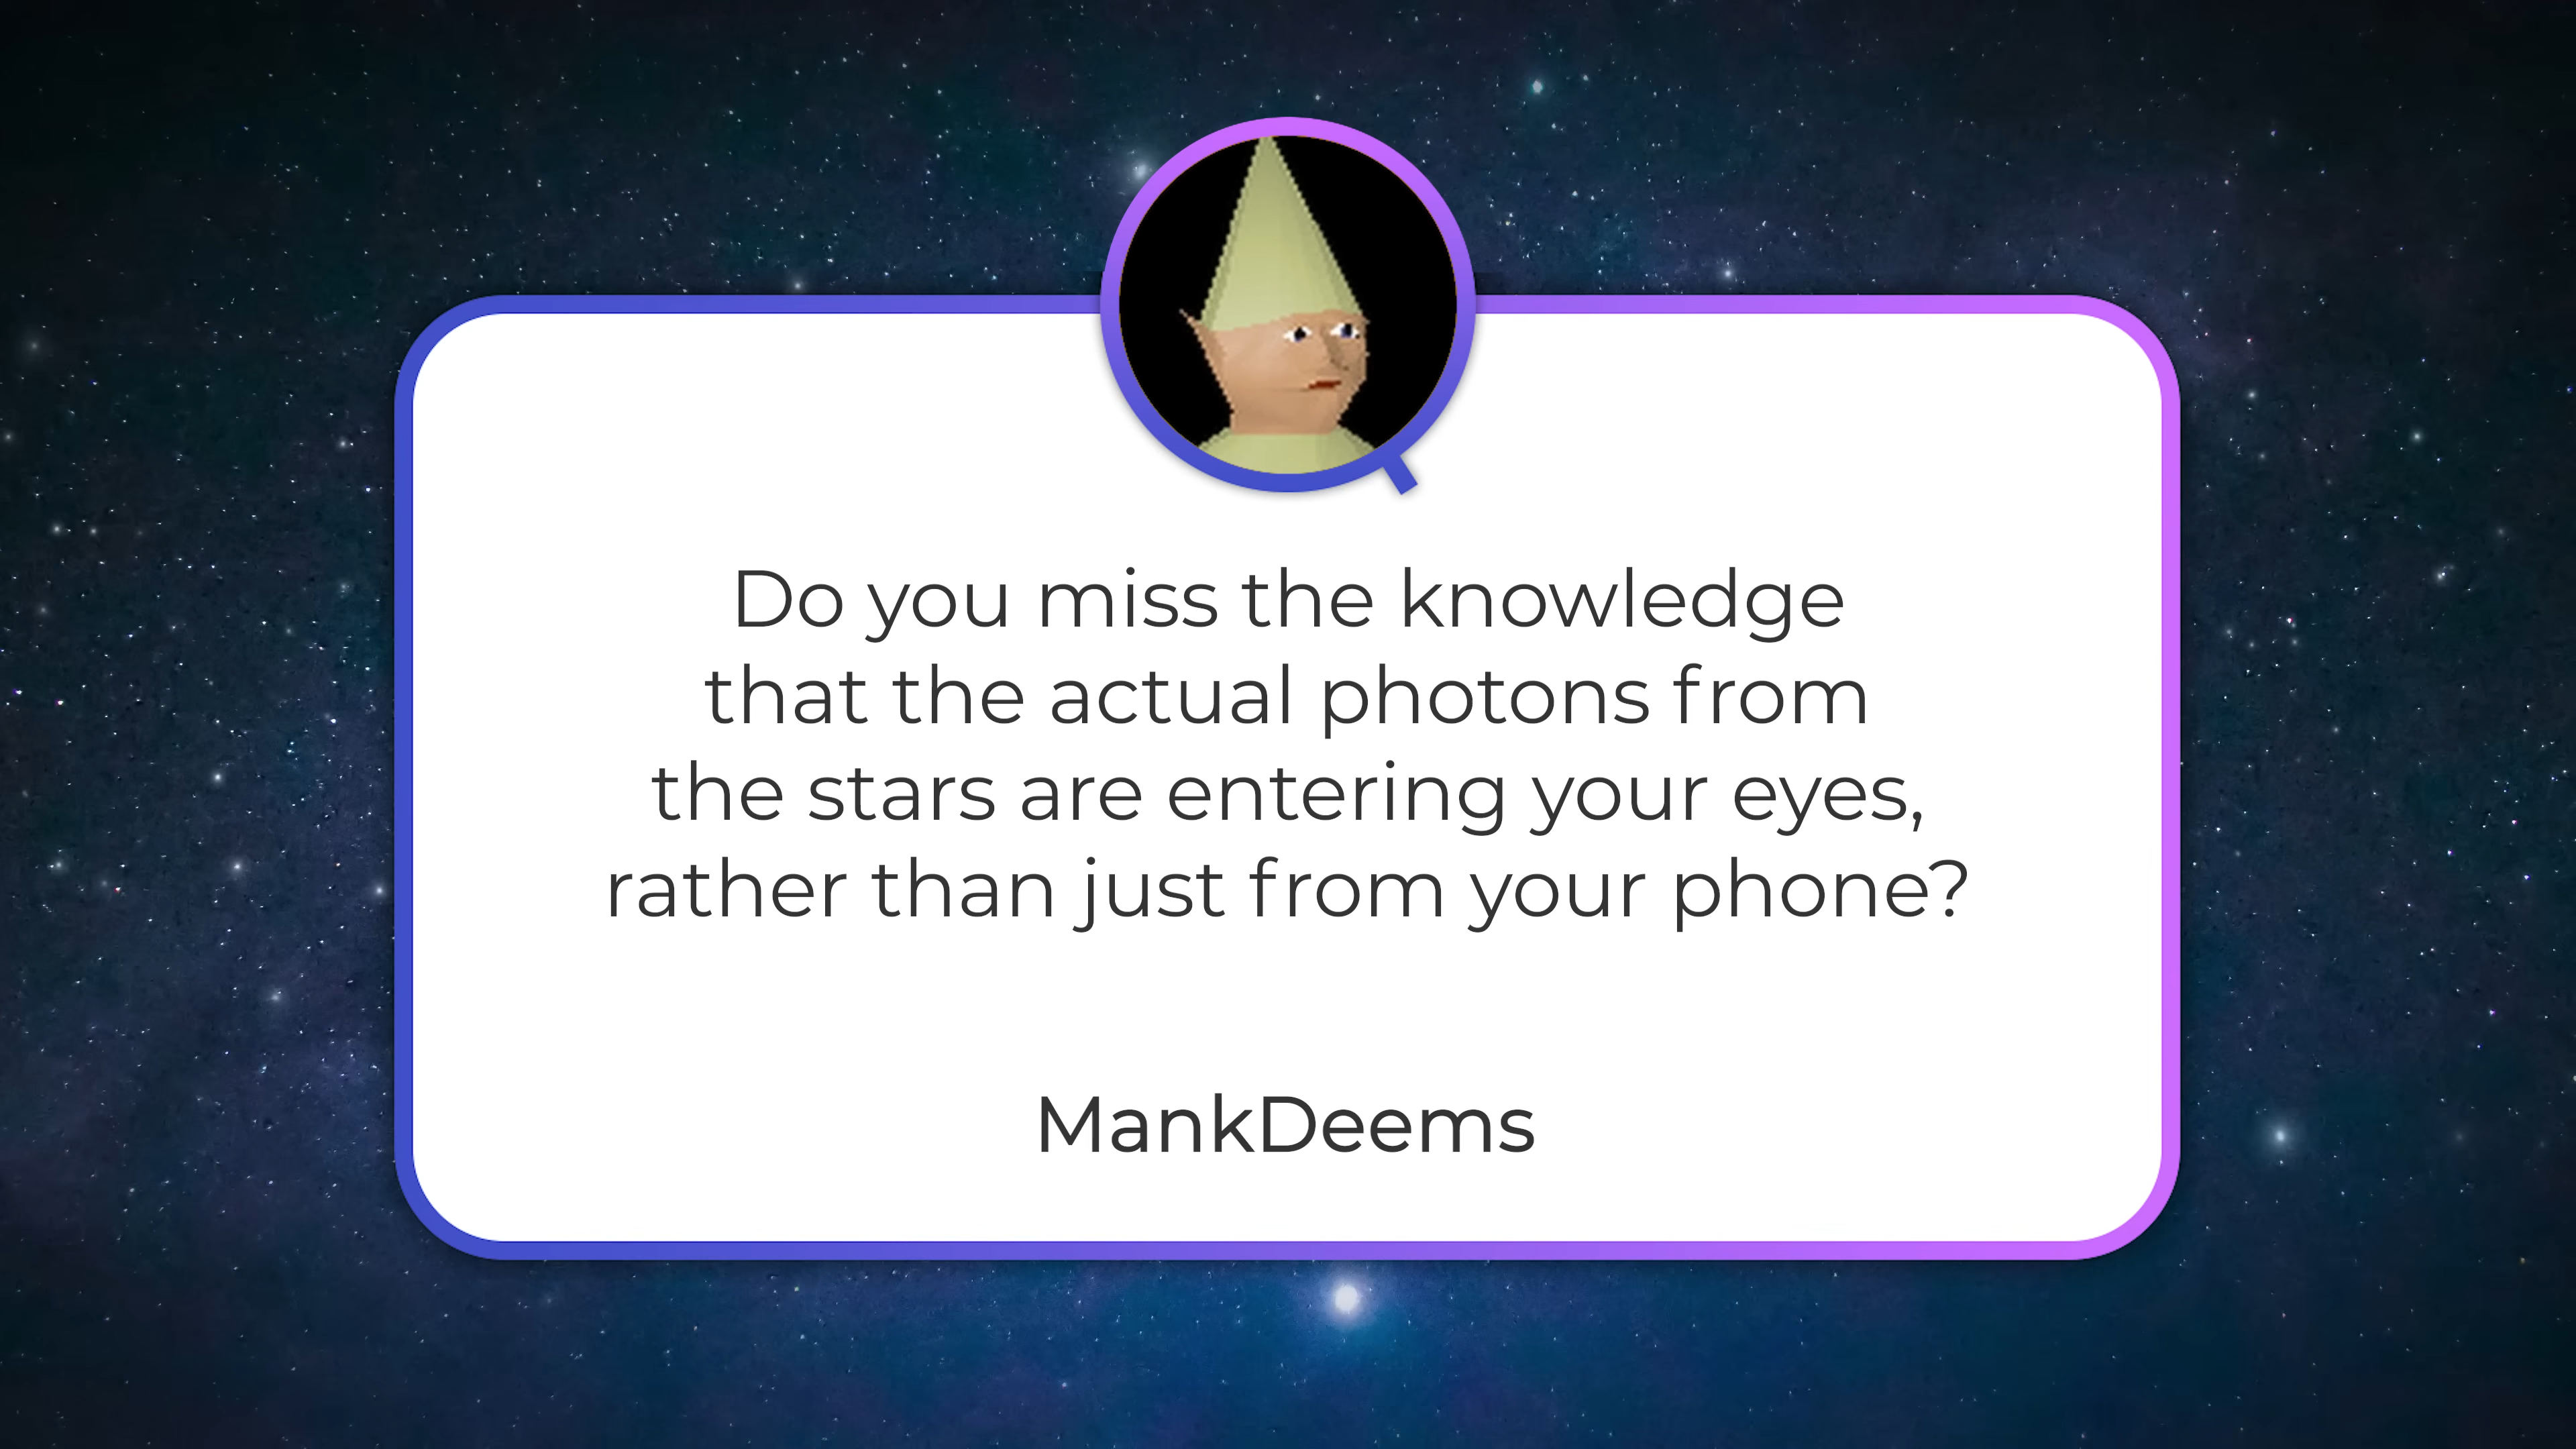 Do you miss the knowledge
that the actual photons from
the stars are entering your eyes,
rather than just from your phone?
MankDeems